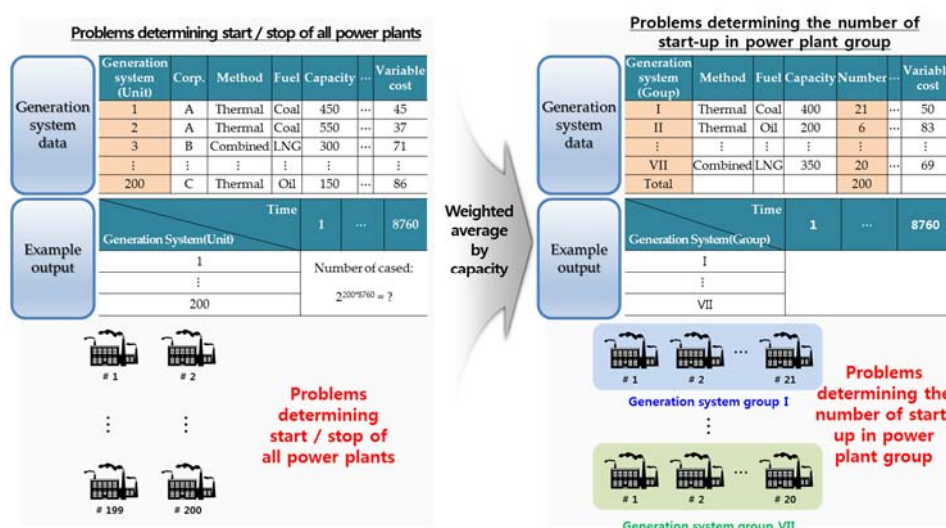 Problems determining start / stop of all power plants
Generation system data
Generation system (Unit) Corp. Method Fuel Capacity ... Variable cost
1 A Thermal Coal 450 ... 45
2 A Thermal Coal 550 ... 37
3 B Combined LNG 300 ... 71
⋮ ⋮ ⋮ ⋮ ⋮ ⋮
200 C Thermal Oil 150 ... 86
Example output
Time
Generation System(Unit)
1 ... 8760
1
⋮
200
Number of cased:
2^200*8760 = ?
# 1 # 2
⋮ ⋮
# 199 # 200
Problems
determining
start / stop of
all power plants
Weighted
average
by
capacity
Problems determining the number of
start-up in power plant group
Generation system data
Generation system (Goup) Method Fuel Capacity Number ... Variable cost
I Thermal Coal 400 21 ... 50
II Thermal Oil 200 6 ... 83
⋮ ⋮ ⋮ ⋮ ⋮ ⋮
VII Combined LNG 350 20 ... 69
Total 200
Example output
Time
Generation System(Group)
1 ... 8760
I
⋮
VII
# 1 # 2 ... # 21
Generation system group I
⋮
# 1 # 2 ... # 20
Generation system group VII
Problems
determining the
number of start
up in power
plant group